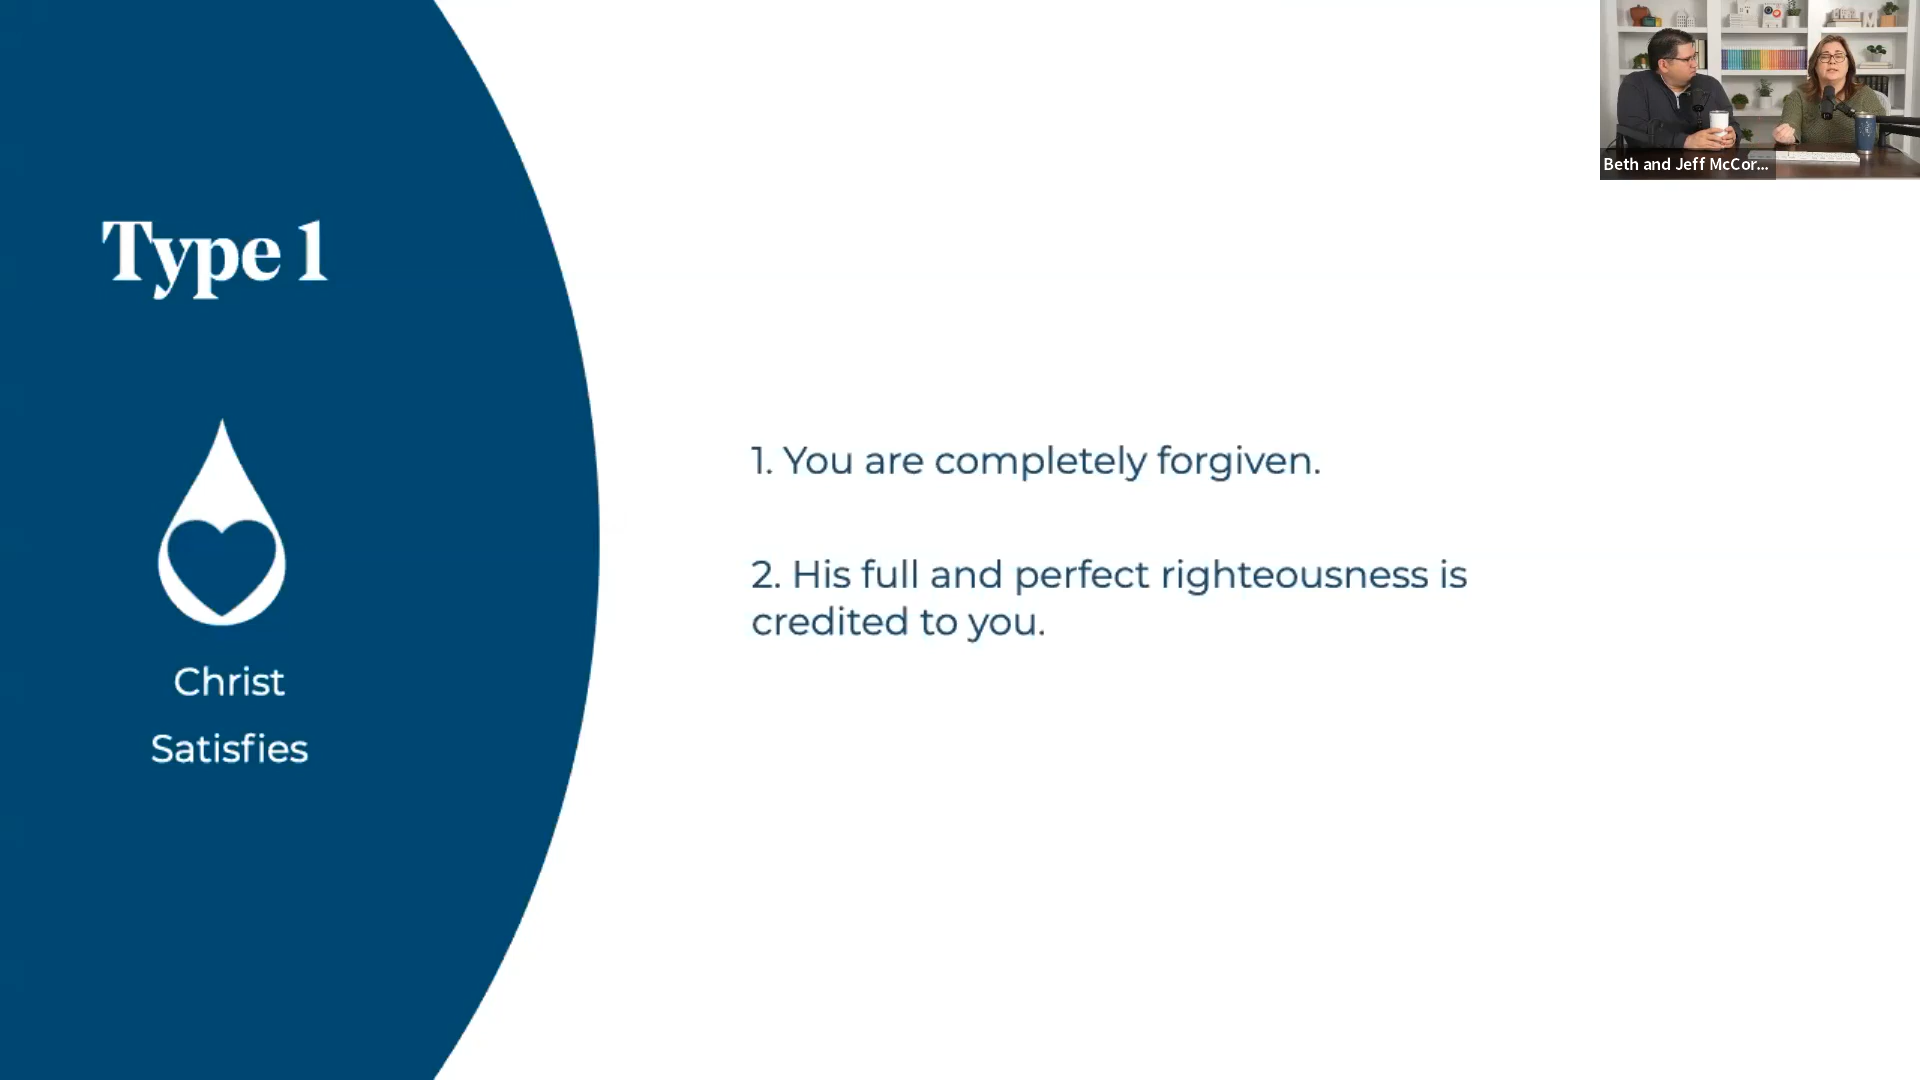 Type 1
Christ
Satisfies
1. You are completely forgiven.
2. His full and perfect righteousness is
credited to you.
Beth and Jeff McCor...